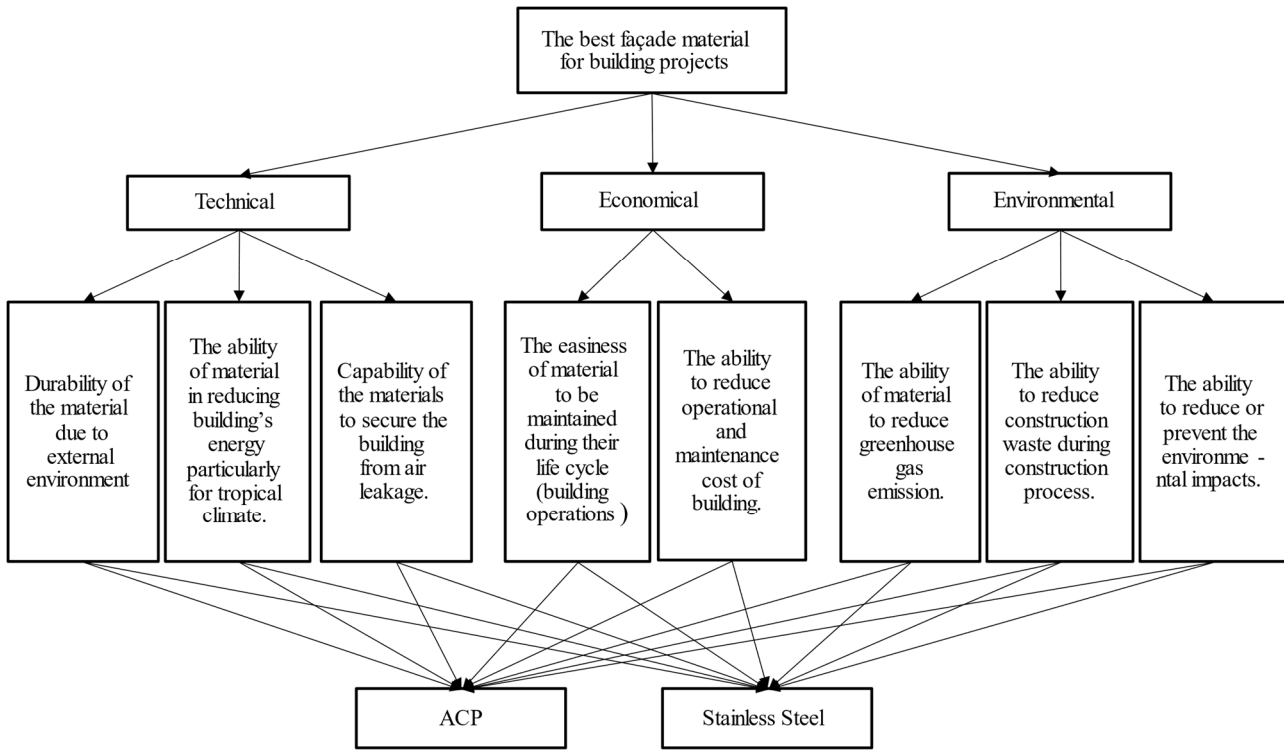 The best façade material
for building projects
Technical
Economical
Environmental
Durability of
the material
due to
external
environment
The ability
of material
in reducing
building’s
energy
particularly
for tropical
climate.
Capability of
the materials
to secure the
building
from air
leakage.
The easiness
of material
to be
maintained
during their
life cycle
(building
operations )
The ability
to reduce
operational
and
maintenance
cost of
building.
The ability
of material
to reduce
greenhouse
gas
emission.
The ability
to reduce
construction
waste during
construction
process.
The ability
to reduce or
prevent the
environme -
ntal impacts.
ACP
Stainless Steel